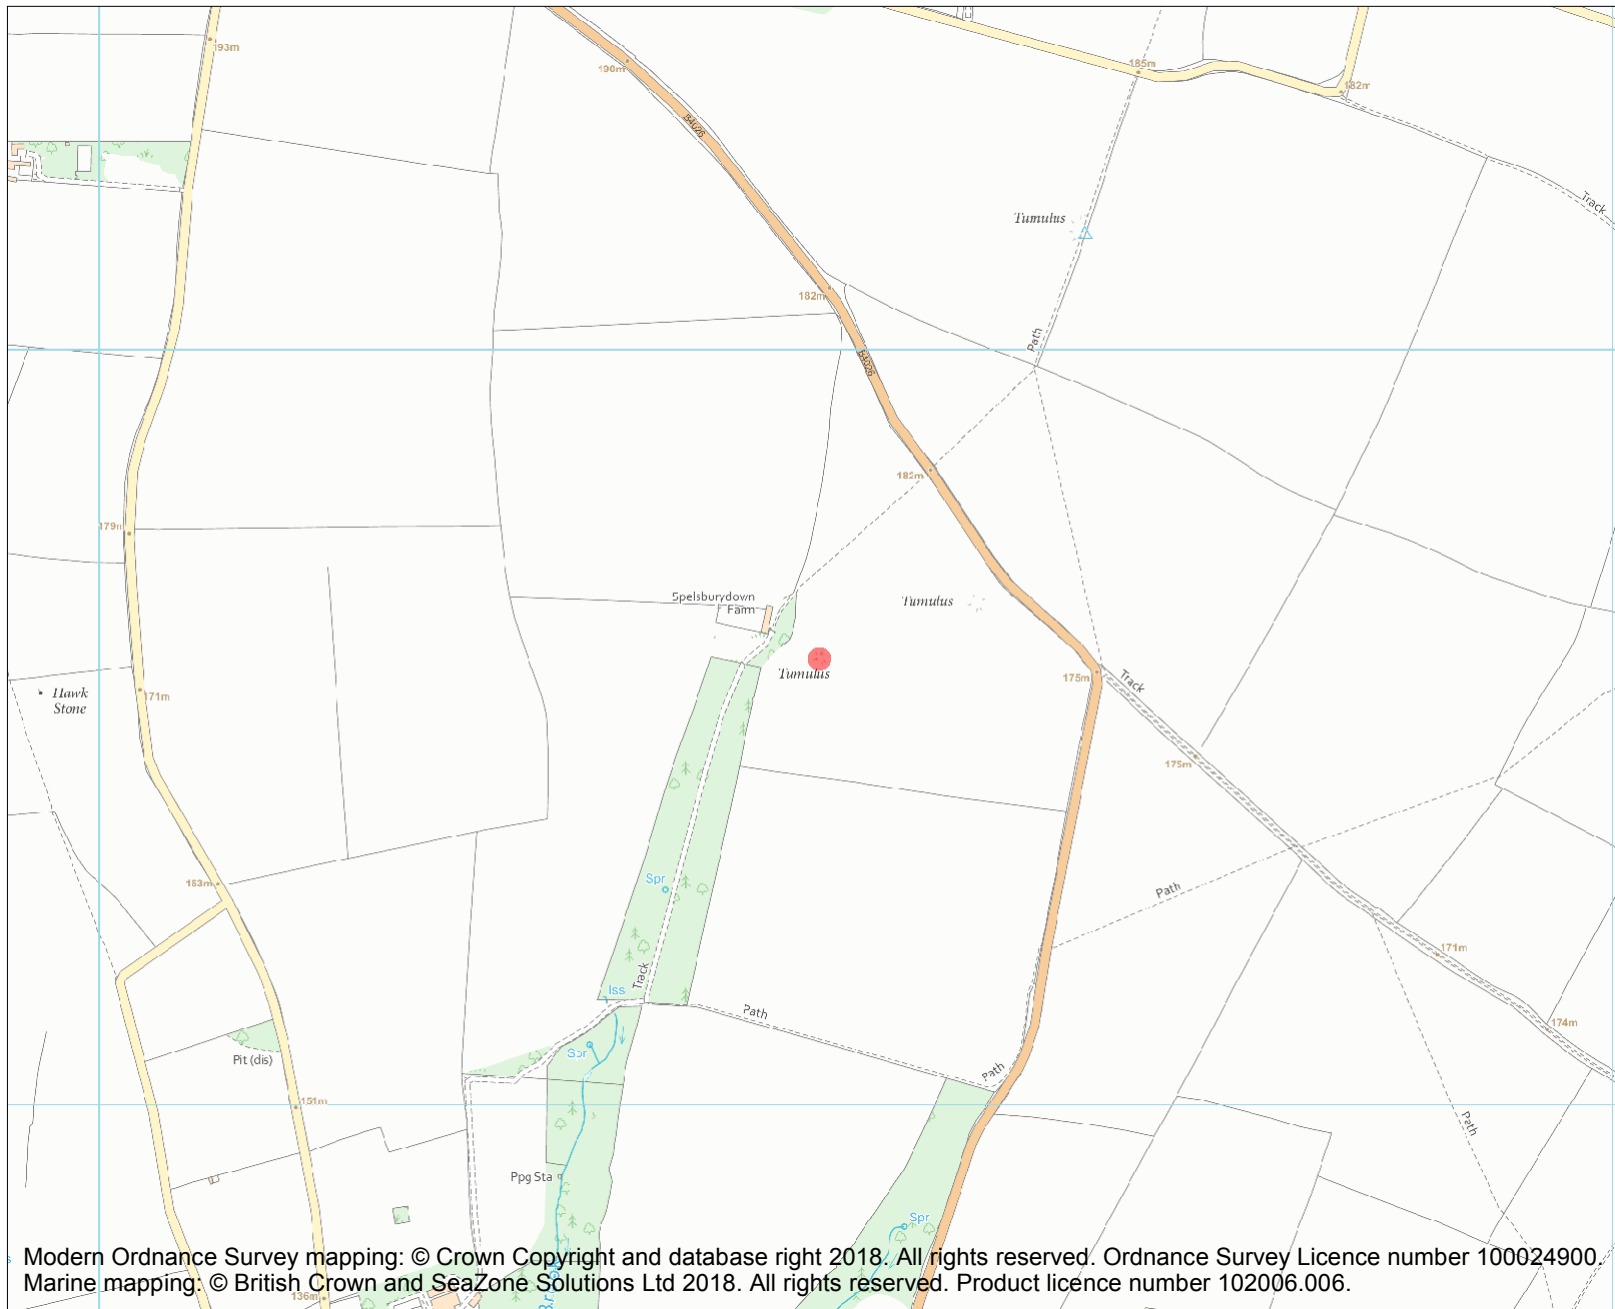 193m
190m
B4026
185m
182m
Track
Tumulus
182m
Path
B4026
182m
179m
Spelsburydown
Farm
Tumulus
Tumulus
Hawk
Stone
171m
175m
Track
175m
163m
Spr
Path
171m
Track
Iss
Path
174m
Spr
Pit (dis)
Path
151m
Path
Ppg Sta
Spr
Modern Ordnance Survey mapping: © Crown Copyright and database right 2018. All rights reserved. Ordnance Survey Licence number 100024900.
Marine mapping: © British Crown and SeaZone Solutions Ltd 2018. All rights reserved. Product licence number 102006.006.
Brook
136m